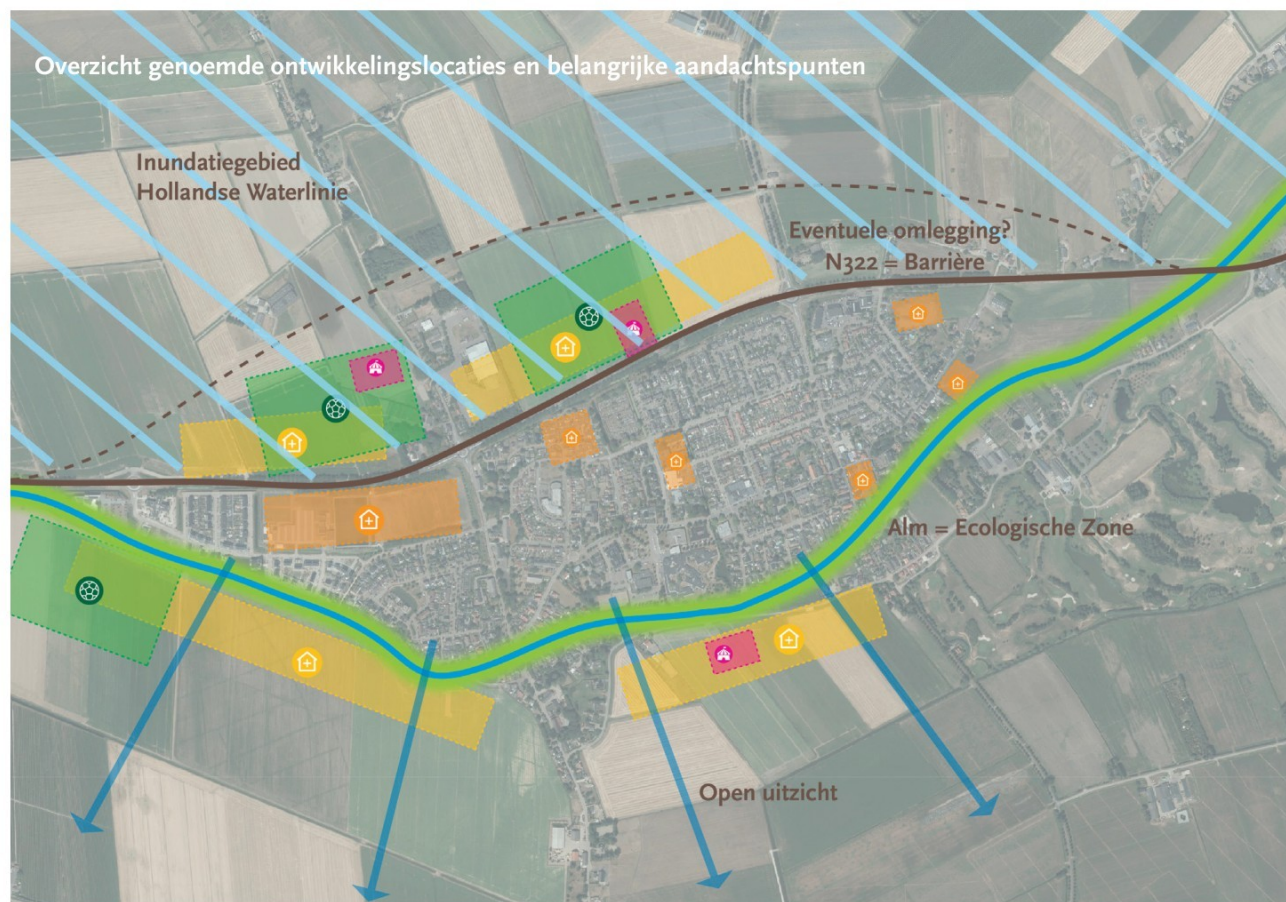 Overzicht genoemde ontwikkelingslocaties en belangrijke aandachtspunten
Inundatiegebied
Hollandse Waterlinie
Eventuele omlegging?
N322 = Barrière
Alm = Ecologische Zone
Open uitzicht